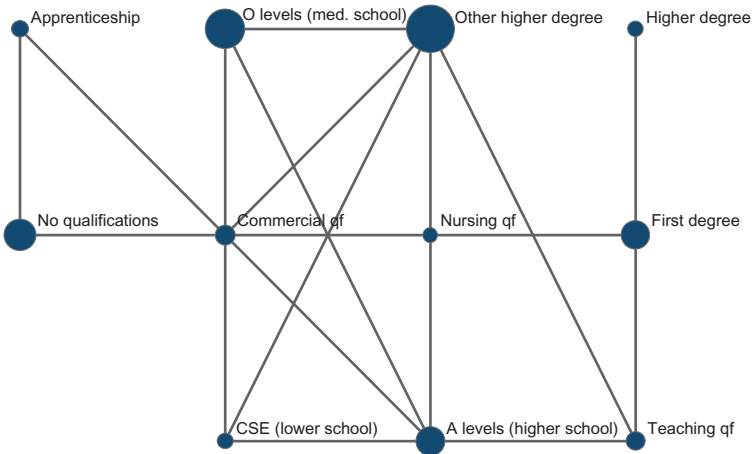 Apprenticeship
O levels (med. school)
Other higher degree
Higher degree
No qualifications
Commercial qf
Nursing qf
First degree
CSE (lower school)
A levels (higher school)
Teaching qf